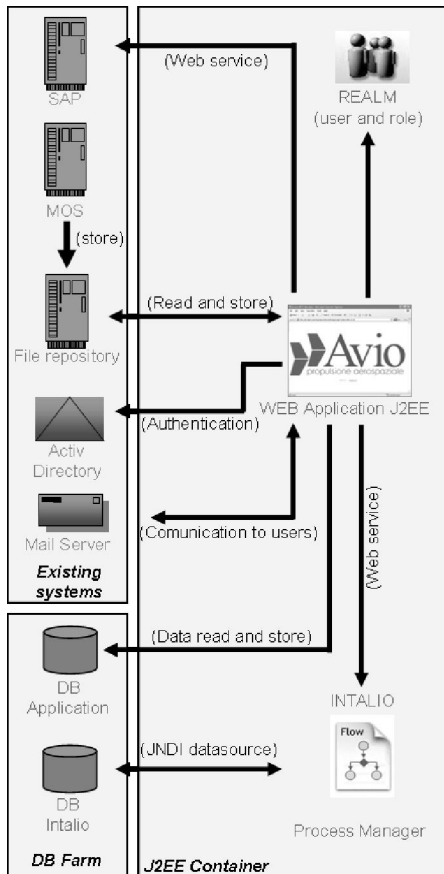 SAP
(Web service)
REALM
(user and role)
MOS
(store)
File repository
(Read and store)
Avio
propulsione aerospaziale
WEB Application J2EE
Activ
Directory
(Authentication)
Mail Server
(Comunication to users)
(Web service)
Existing
systems
DB
Application
(Data read and store)
INTALIO
Flow
DB
Intalio
(JNDI datasource)
Process Manager
DB Farm
J2EE Container